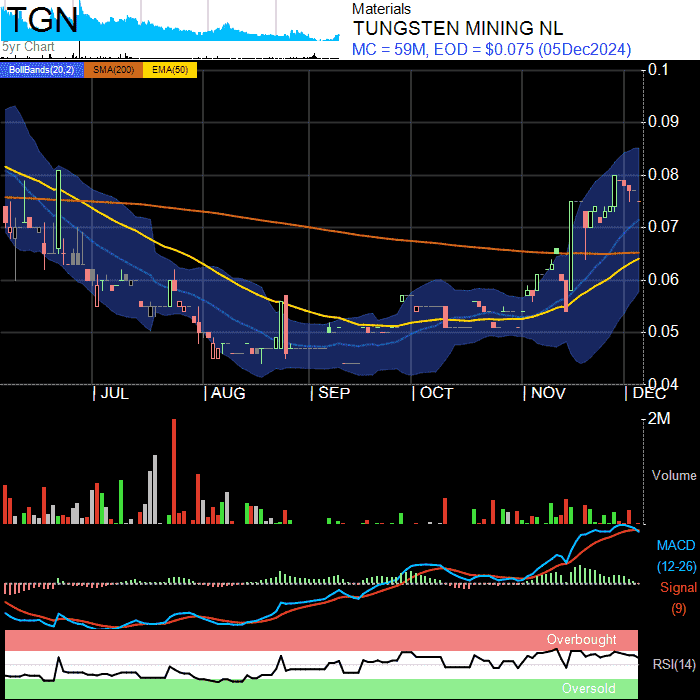 TGN
5yr Chart
Materials
TUNGSTEN MINING NL
MC = 59M, EOD = $0.075 (05Dec2024)
BollBands(20,2) SMA(200) EMA(50)
0.1
0.09
0.08
0.07
0.06
0.05
0.04
JUL AUG SEP OCT NOV DEC
2M
Volume
MACD
(12-26)
Signal
(9)
Overbought
RSI(14)
Oversold